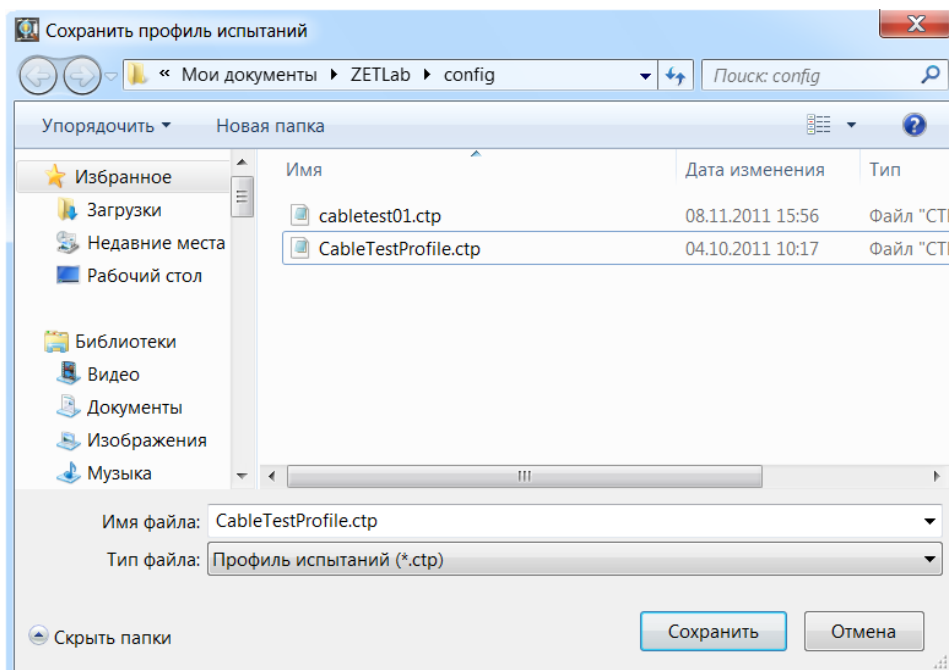 Сохранить профиль испытаний
« Мои документы ZETLab config Поиск: config
Упорядочить Новая папка
Избранное
Загрузки
Недавние места
Рабочий стол
Библиотеки
Видео
Документы
Изображения
Музыка
Имя Дата изменения Тип
cabletest01.ctp 08.11.2011 15:56 Файл
CableTestProfile.ctp 04.10.2011 10:17 Файл
Имя файла: CableTestProfile.ctp
Тип файла: Профиль испытаний (*.ctp)
Скрыть папки Сохранить Отмена